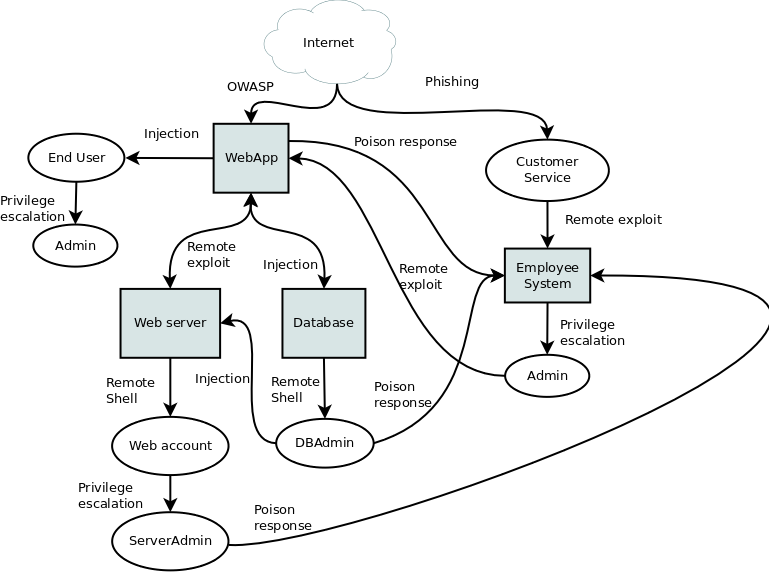 Internet
OWASP
Phishing
Injection
Poison response
End User
WebApp
Customer
Service
Privilege
escalation
Admin
Remote exploit
Remote
exploit
Injection
Remote
exploit
Employee
System
Web server
Database
Privilege
escalation
Remote
Shell
Injection
Remote
Shell
Poison
response
Admin
Web account
DBAdmin
Privilege
escalation
Poison
response
ServerAdmin